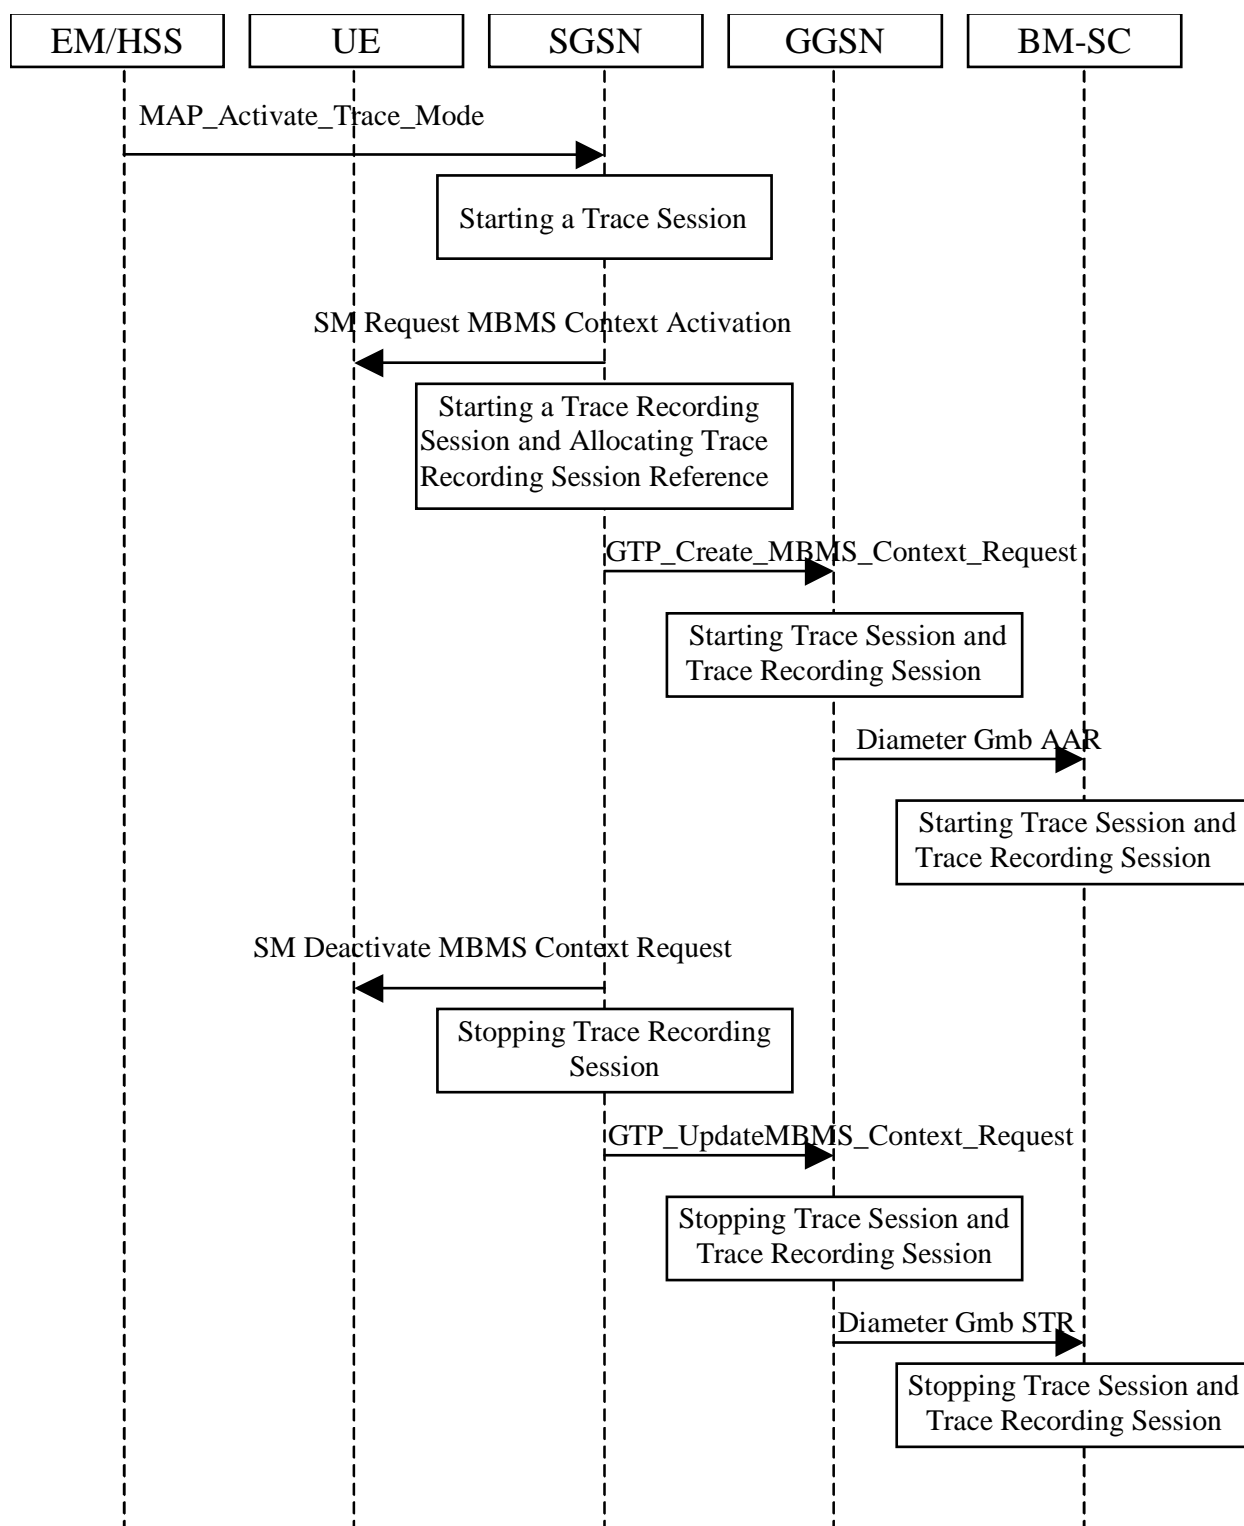 EM/HSS
UE
SGSN
GGSN
BM-SC
MAP_Activate_Trace_Mode
Starting a Trace Session
SM Request MBMS Context Activation
Starting a Trace Recording
Session and Allocating Trace
Recording Session Reference
GTP_Create_MBMS_Context_Request
Starting Trace Session and
Trace Recording Session
Diameter Gmb AAR
Starting Trace Session and
Trace Recording Session
SM Deactivate MBMS Context Request
Stopping Trace Recording
Session
GTP_UpdateMBMS_Context_Request
Stopping Trace Session and
Trace Recording Session
Diameter Gmb STR
Stopping Trace Session and
Trace Recording Session